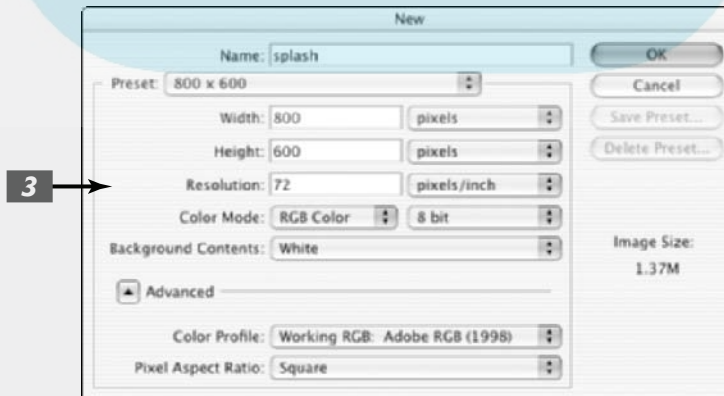 New
Name: splash
OK
Preset: 800 x 600
Cancel
Width: 800 pixels
Save Preset...
Height: 600 pixels
Delete Preset...
3
Resolution: 72 pixels/inch
Color Mode: RGB Color 8 bit
Background Contents: White
Image Size:
1.37M
Advanced
Color Profile: Working RGB: Adobe RGB (1998)
Pixel Aspect Ratio: Square